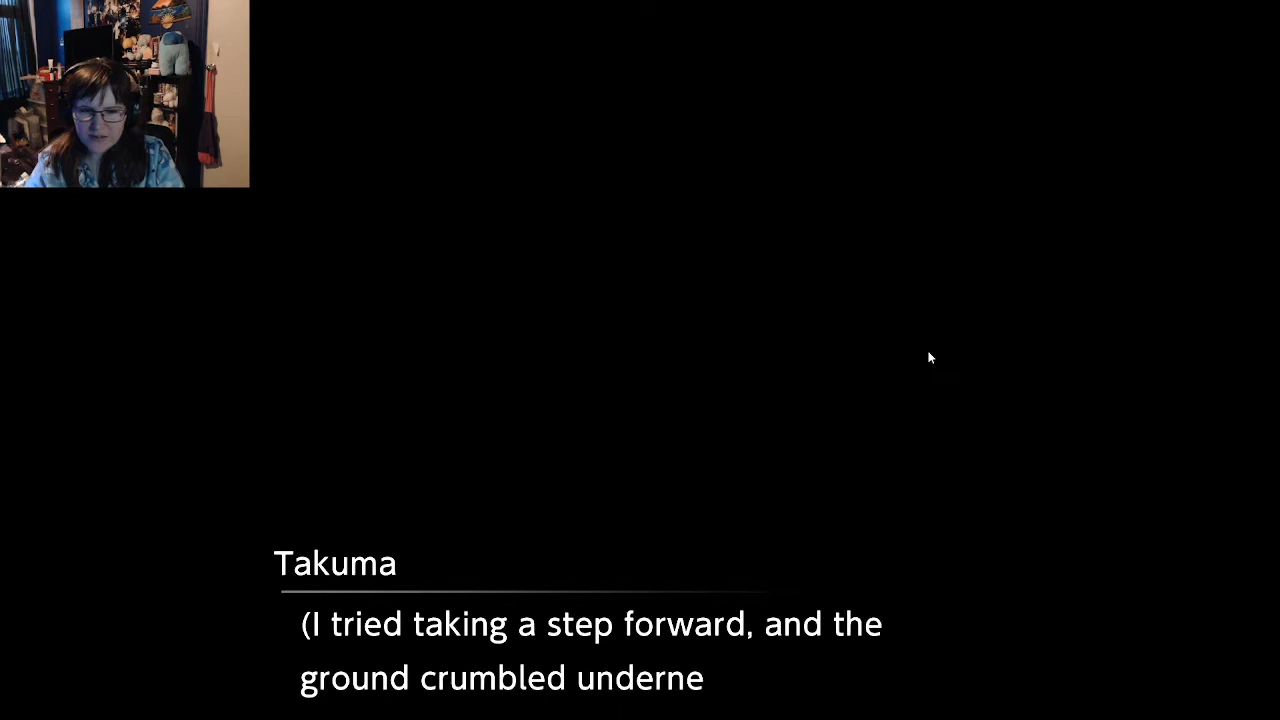 Takuma
(I tried taking a step forward, and the
ground crumbled underne